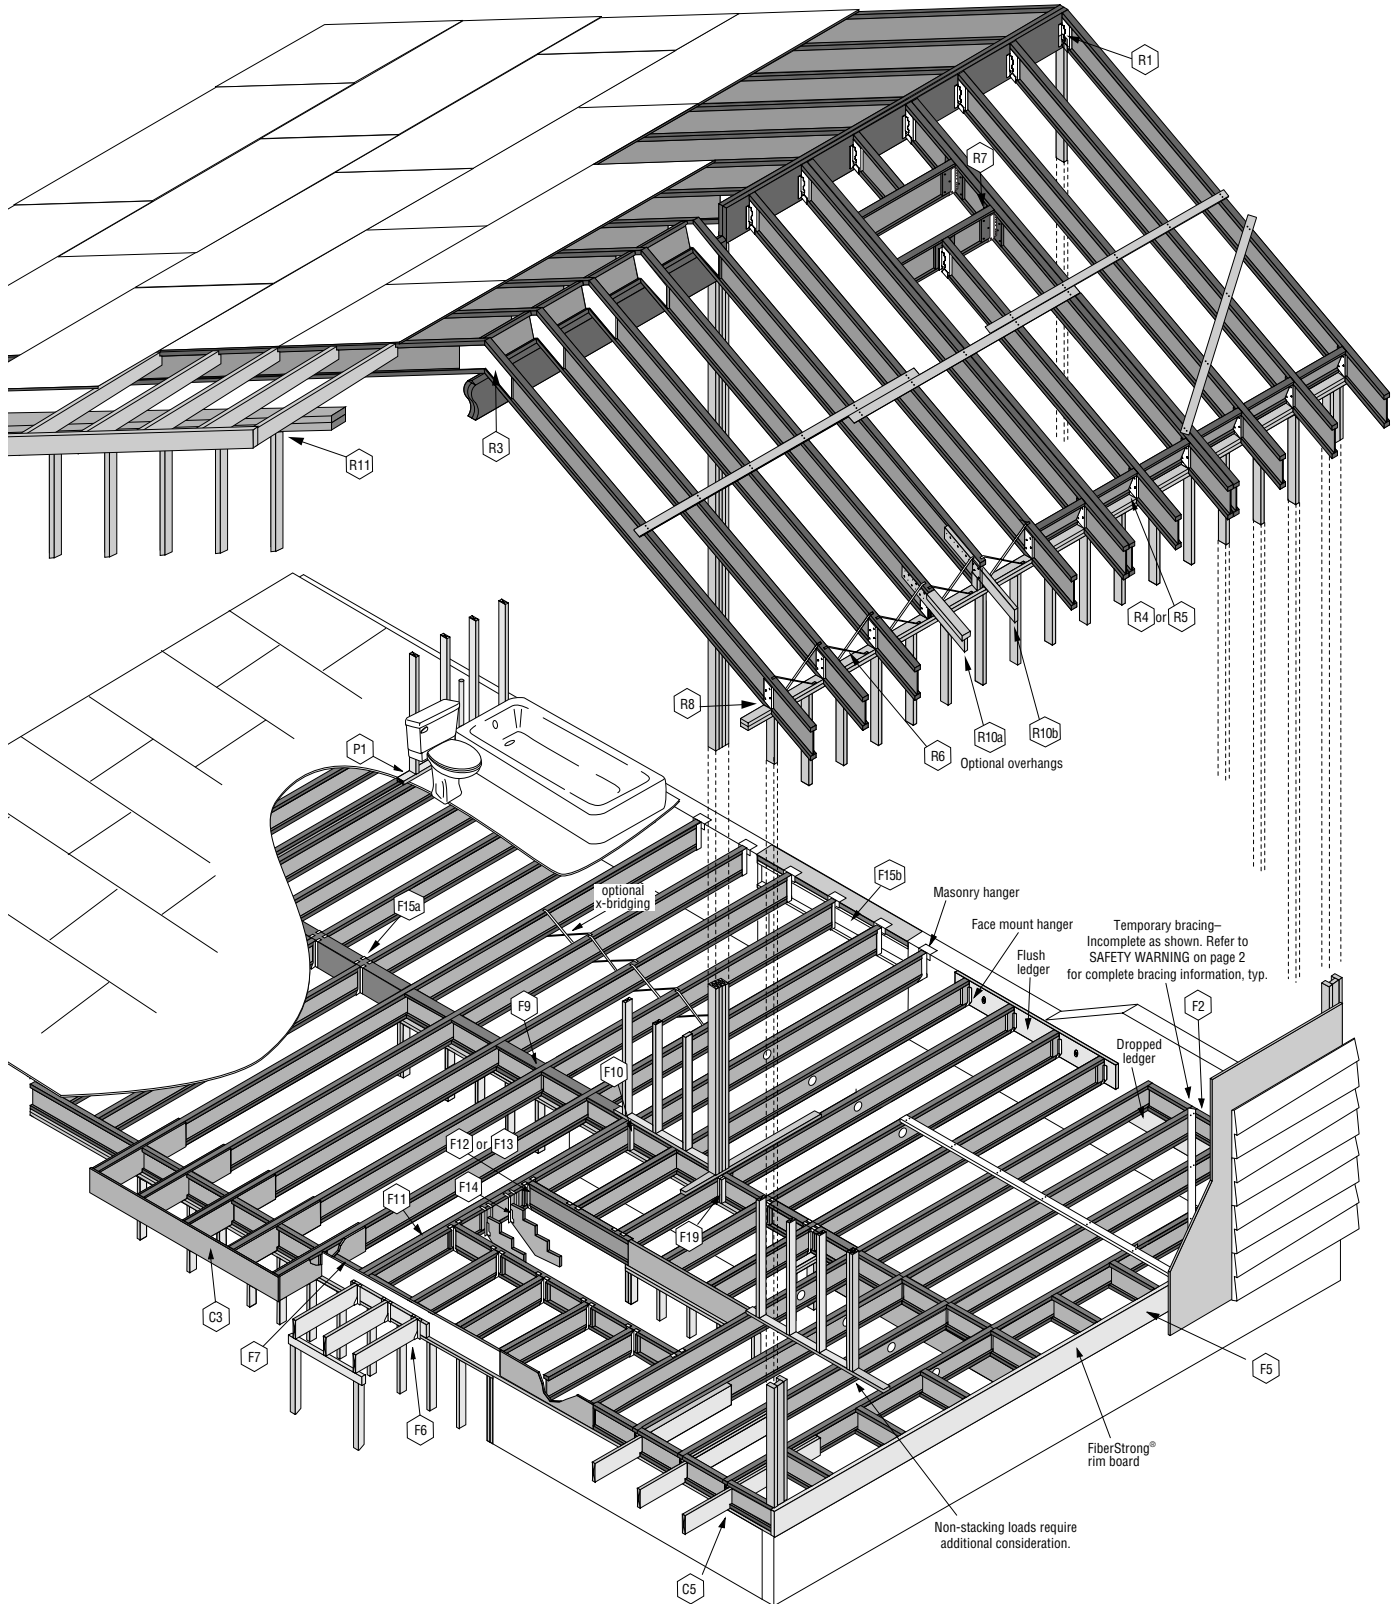 R1
R7
R3
R11
R4 or R5
R8
R6
R10a
R10b
Optional overhangs
P1
optional
x-bridging
F15a
F15b
Masonry hanger
Face mount hanger
Flush
ledger
Temporary bracing–
Incomplete as shown. Refer to
SAFETY WARNING on page 2
for complete bracing information, typ.
F2
Dropped
ledger
F9
F10
F12 or F13
F14
F11
F19
C3
F7
F6
F5
FiberStrong®
rim board
Non-stacking loads require
additional consideration.
C5